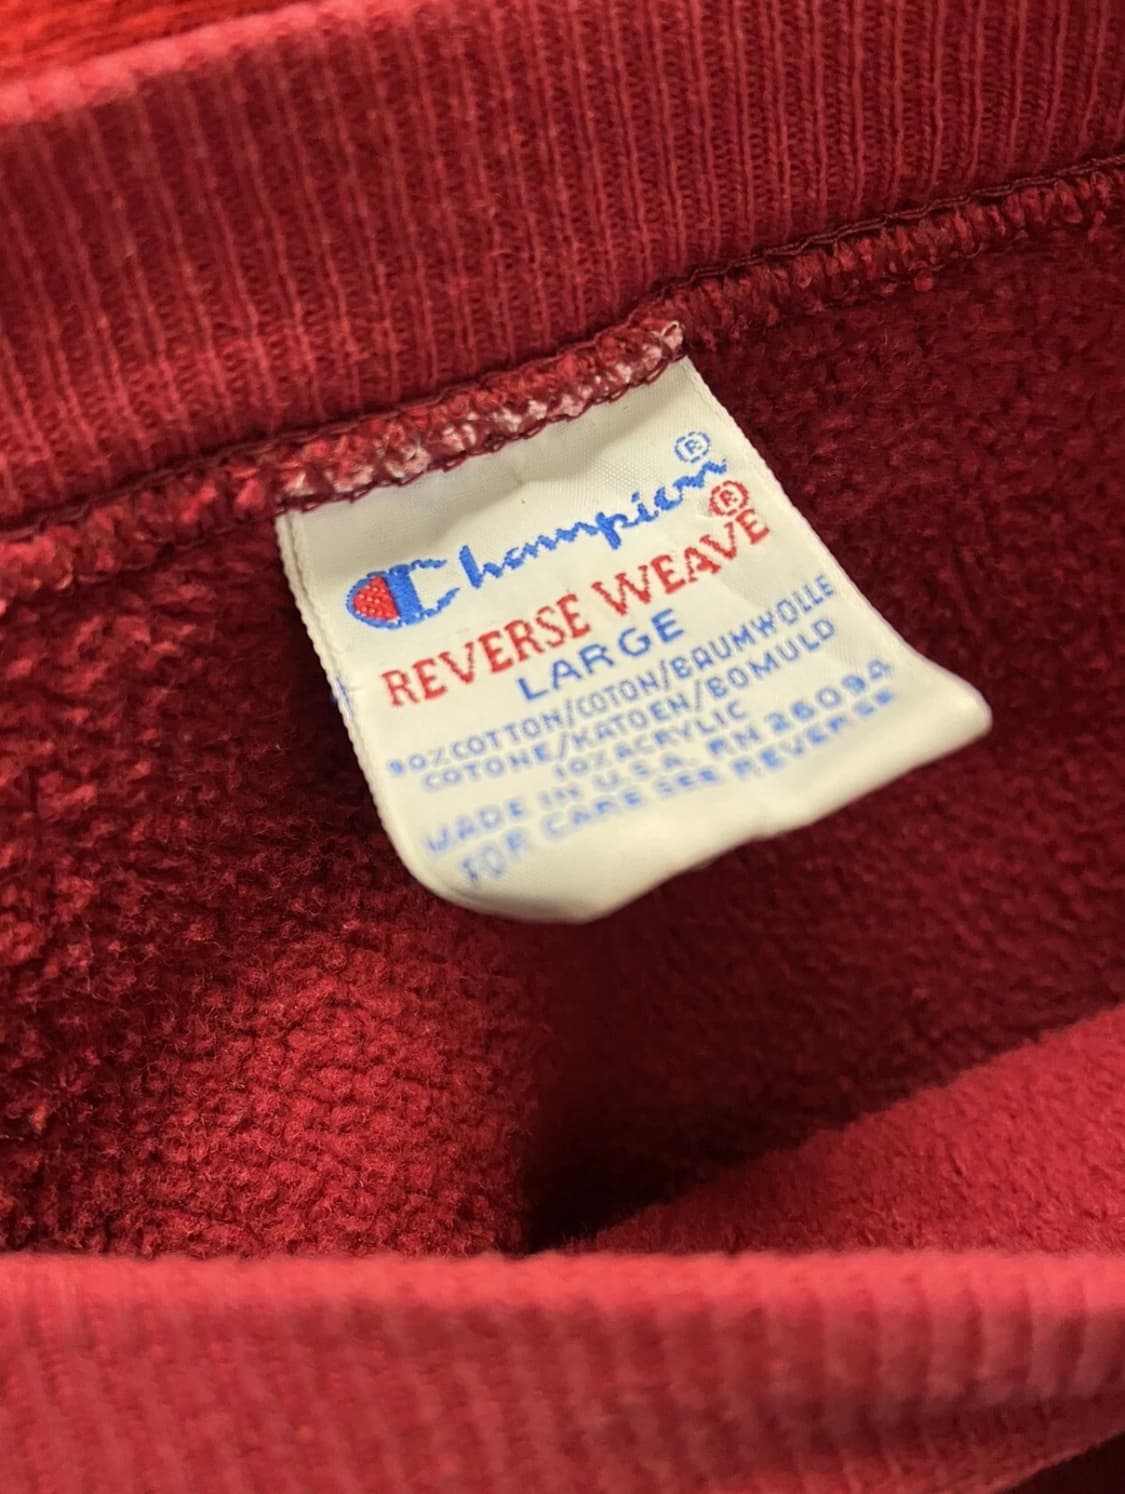 Champion®
REVERSE WEAVE®
LARGE
90% COTTON/COTON/BAUMWOLLE
COTONE/KATOEN/BOMULD
10% ACRYLIC
MADE IN U.S.A. RN 26094
FOR CARE SEE REVERSE